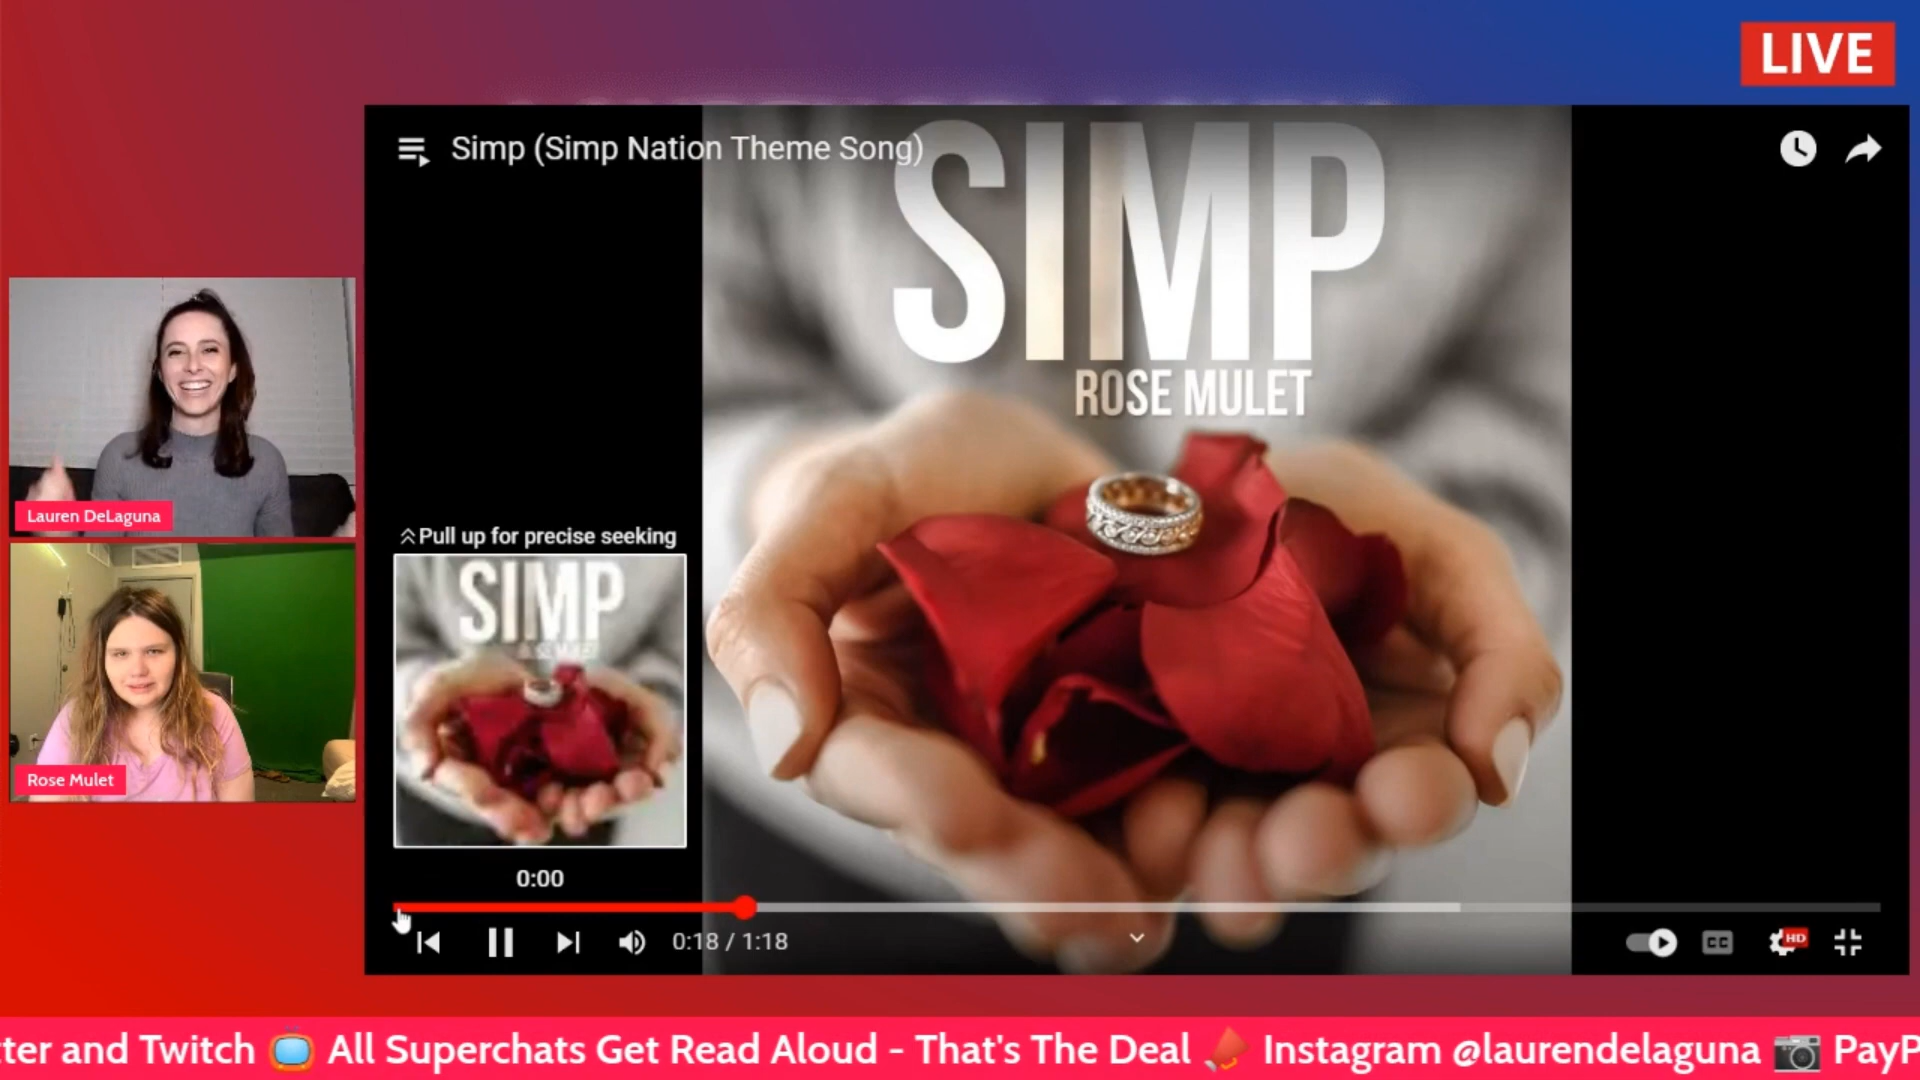 LIVE
Simp (Simp Nation Theme Song)
SIMP
ROSE MULET
Lauren DeLaguna
Pull up for precise seeking
SIMP
Rose Mulet
0:00
0:18 / 1:18
CC
HD
tter and Twitch 📺 All Superchats Get Read Aloud - That's The Deal 📣 Instagram @laurendelaguna 📷 PayP